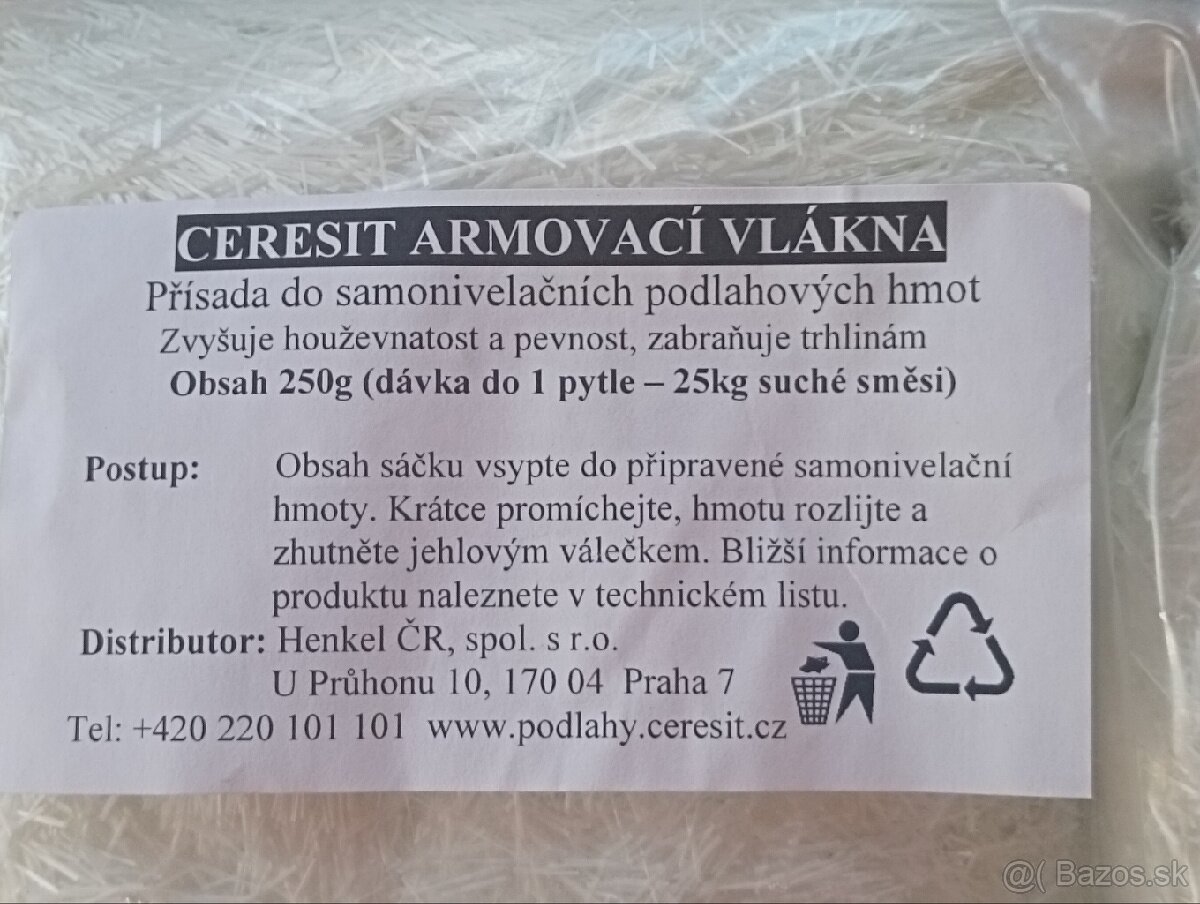 CERESIT ARMOVACÍ VLÁKNA
Přísada do samonivelačních podlahových hmot
Zvyšuje houževnatost a pevnost, zabraňuje trhlinám
Obsah 250g (dávka do 1 pytle – 25kg suché směsi)
Postup: Obsah sáčku vsypte do připravené samonivelační
hmoty. Krátce promíchejte, hmotu rozlijte a
zhutněte jehlovým válečkem. Bližší informace o
produktu naleznete v technickém listu.
Distributor: Henkel ČR, spol. s r.o.
U Průhonu 10, 170 04 Praha 7
Tel: +420 220 101 101 www.podlahy.ceresit.cz
@( Bazos.sk